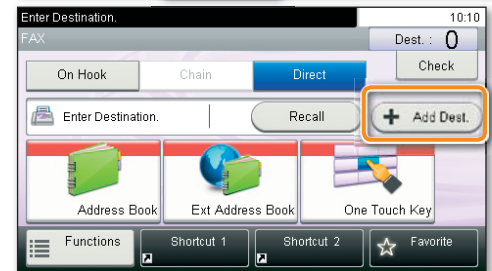 Enter Destination. 10:10
FAX Dest. : 0
On Hook Chain Direct Check
Enter Destination. Recall + Add Dest.
Address Book Ext Address Book One Touch Key
Functions Shortcut 1 Shortcut 2 Favorite